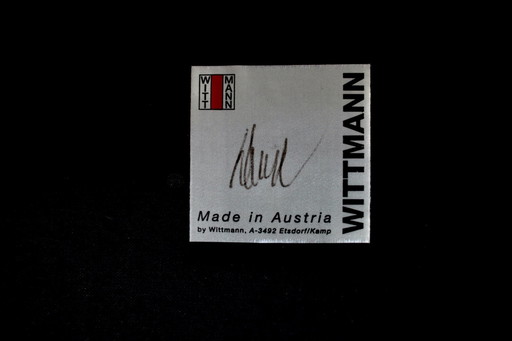 WITT MANN
WITTMANN
Made in Austria
by Wittmann, A-3492 Etsdorf/Kamp